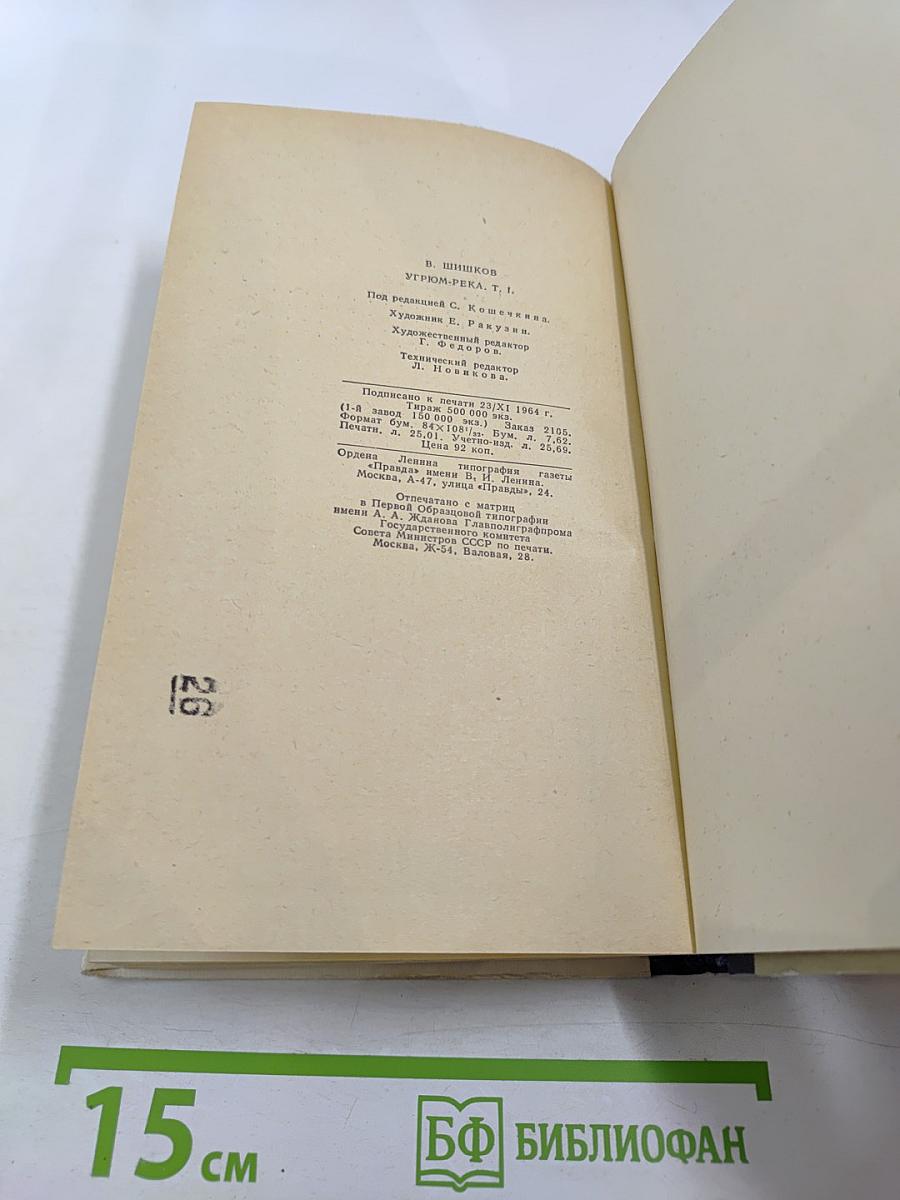 В. ШИШКОВ
УГРЮМ-РЕКА. Т. I.
Под редакцией С. Кошечкина.
Художник Е. Ракузин.
Художественный редактор
Г. Федоров.
Технический редактор
Л. Новикова.
Подписано к печати 23/XI 1964 г.
Тираж 500 000 экз.
(1-й завод 150 000 экз.) Заказ 2105.
Формат бум. 84×108¹/₃₂. Бум. л. 7,62.
Печатн. л. 25,01. Учетно-изд. л. 25,69.
Цена 92 коп.
Ордена Ленина типография газеты
«Правда» имени В. И. Ленина.
Москва, А-47, улица «Правды», 24.
Отпечатано с матриц
в Первой Образцовой типографии
имени А. А. Жданова Главполиграфпрома
Государственного комитета
Совета Министров СССР по печати.
Москва, Ж-54, Валовая, 28.
26
15 см
БФ БИБЛИОФАН